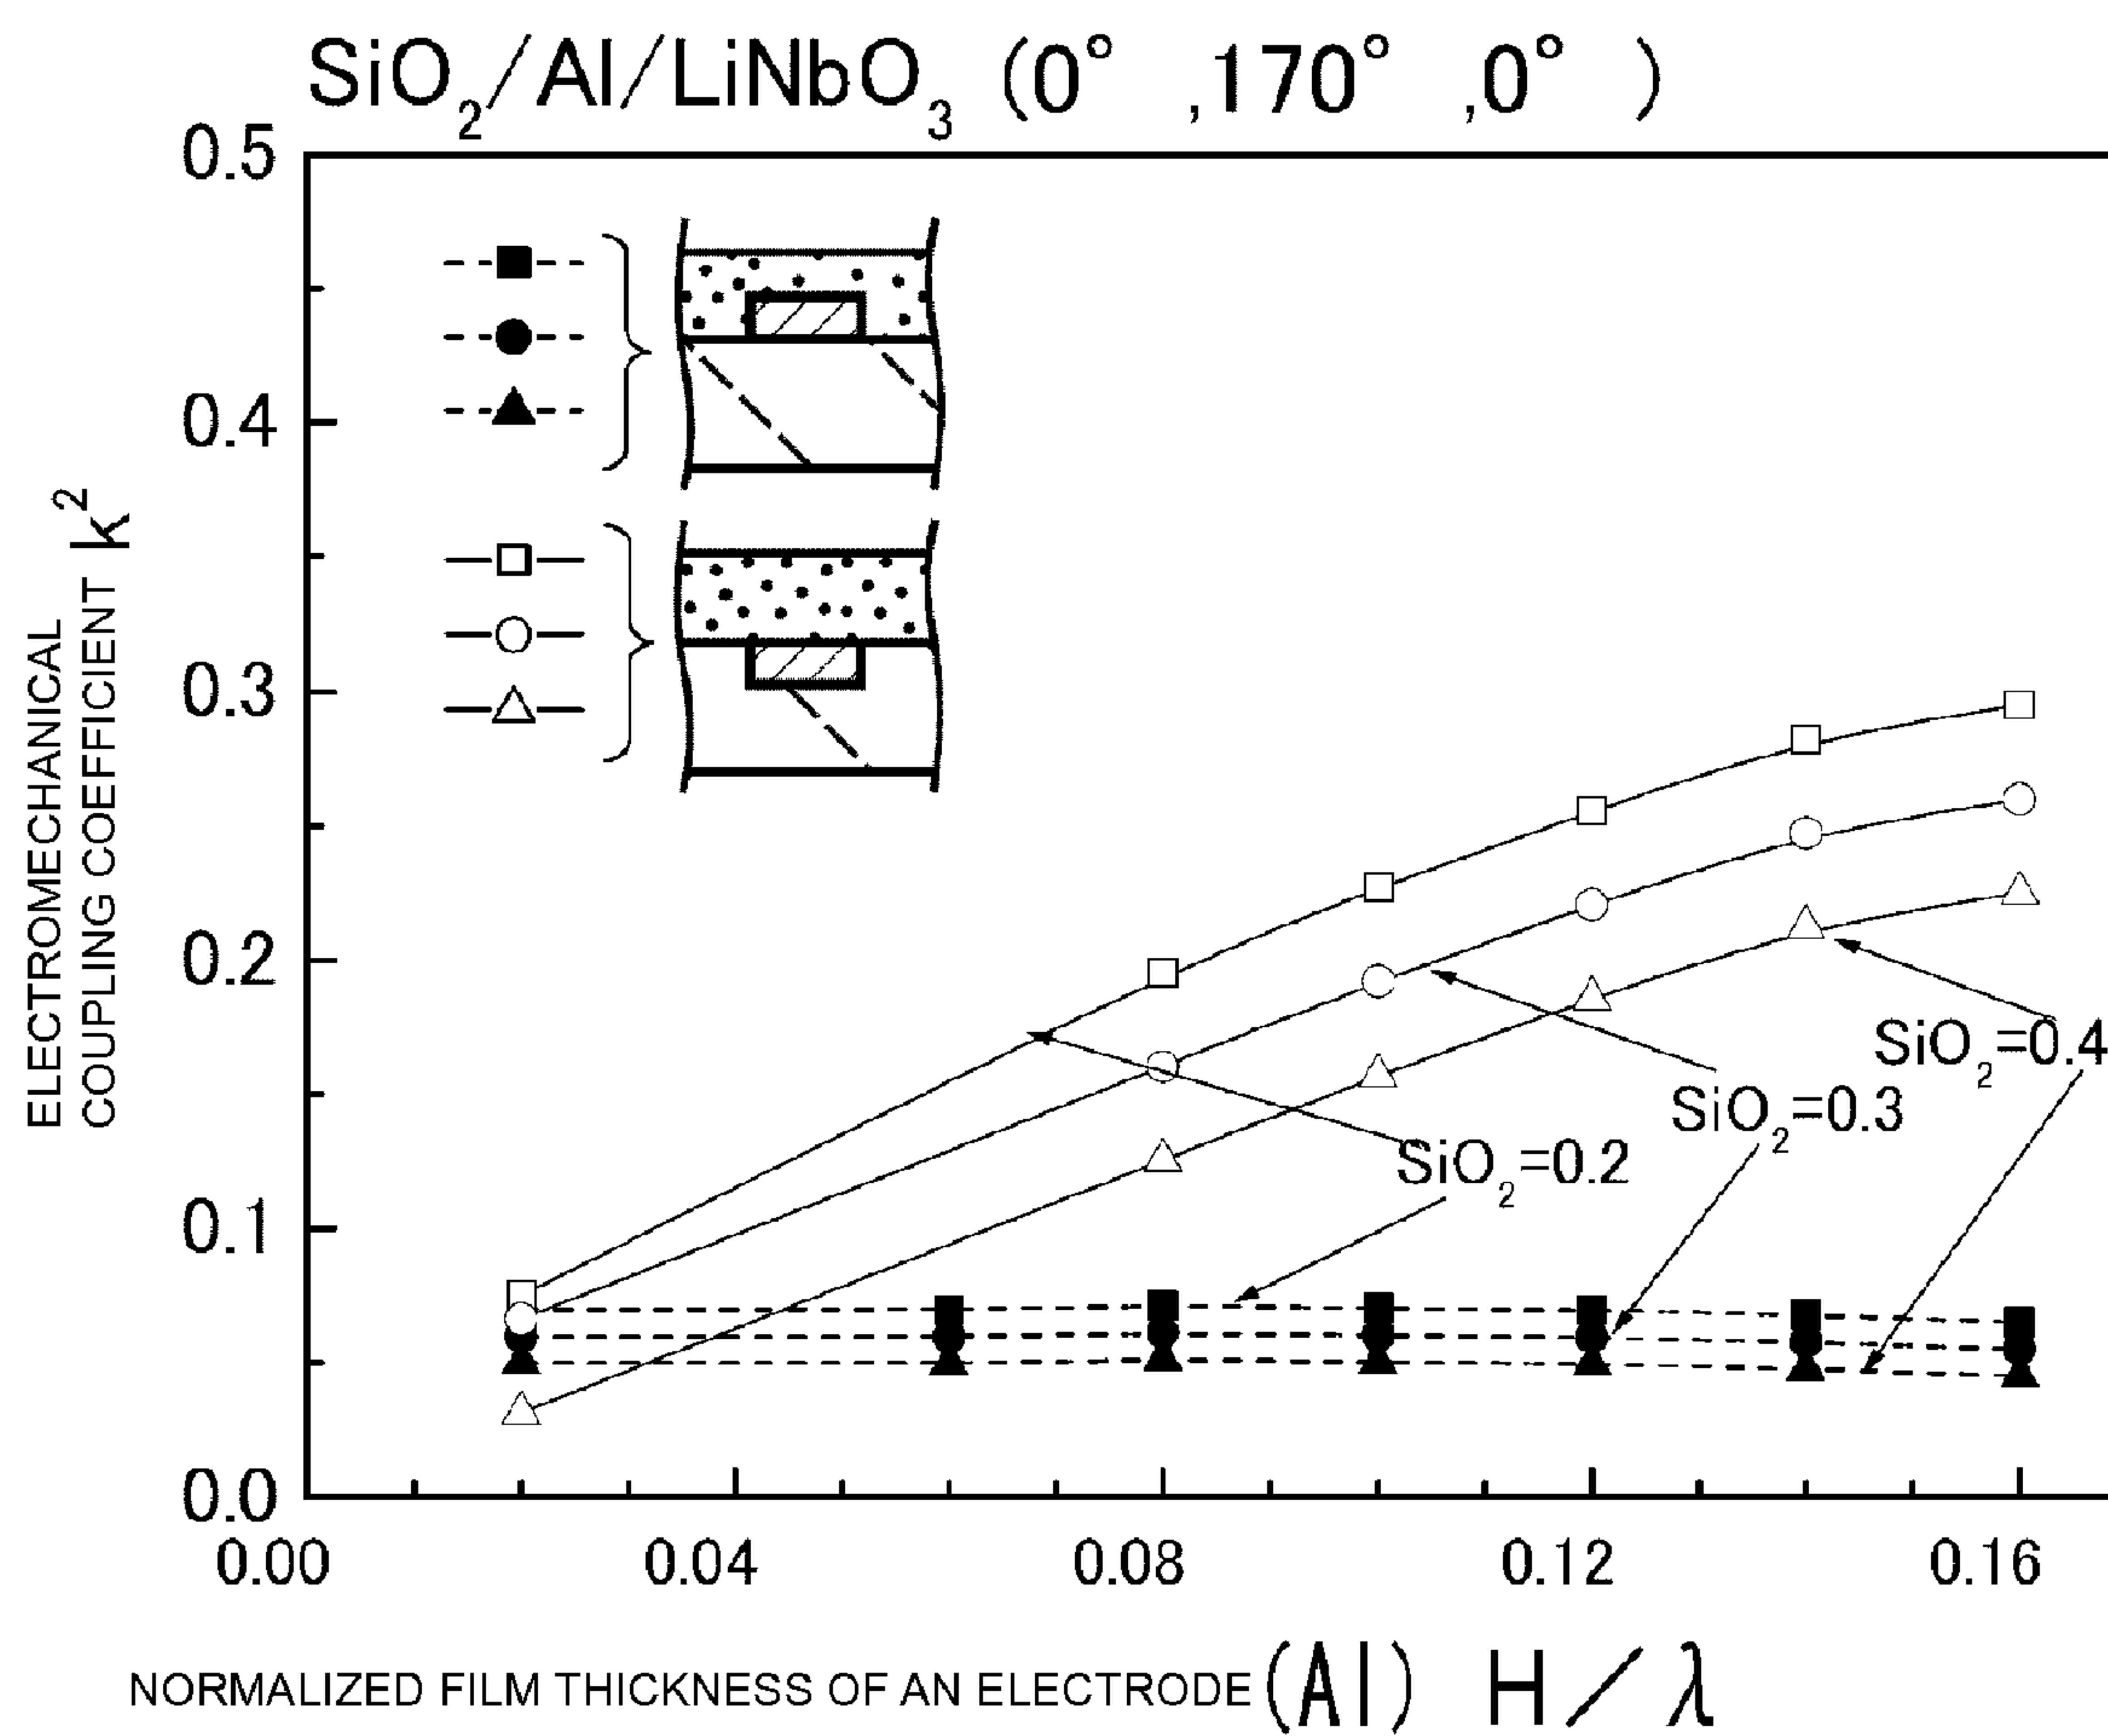 SiO₂/Al/LiNbO₃ (0° ,170° ,0° )
0.5
0.4
0.3
0.2
0.1
0.0
ELECTROMECHANICAL
COUPLING COEFFICIENT k²
SiO₂=0.4
SiO₂=0.3
SiO₂=0.2
0.00 0.04 0.08 0.12 0.16
NORMALIZED FILM THICKNESS OF AN ELECTRODE (Al) H/λ